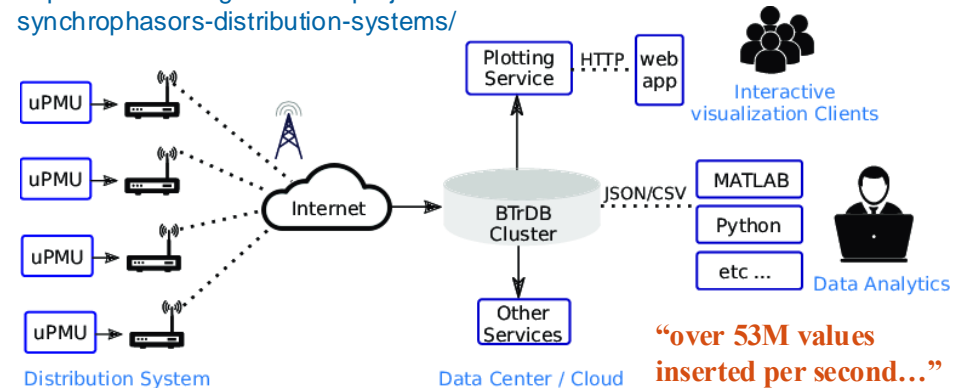 synchrophasors-distribution-systems/
uPMU
uPMU
uPMU
uPMU
Distribution System
Internet
Plotting
Service
HTTP
web
app
Interactive
visualization Clients
BTrDB
Cluster
JSON/CSV
MATLAB
Python
etc ...
Data Analytics
Other
Services
Data Center / Cloud
“over 53M values
inserted per second…”